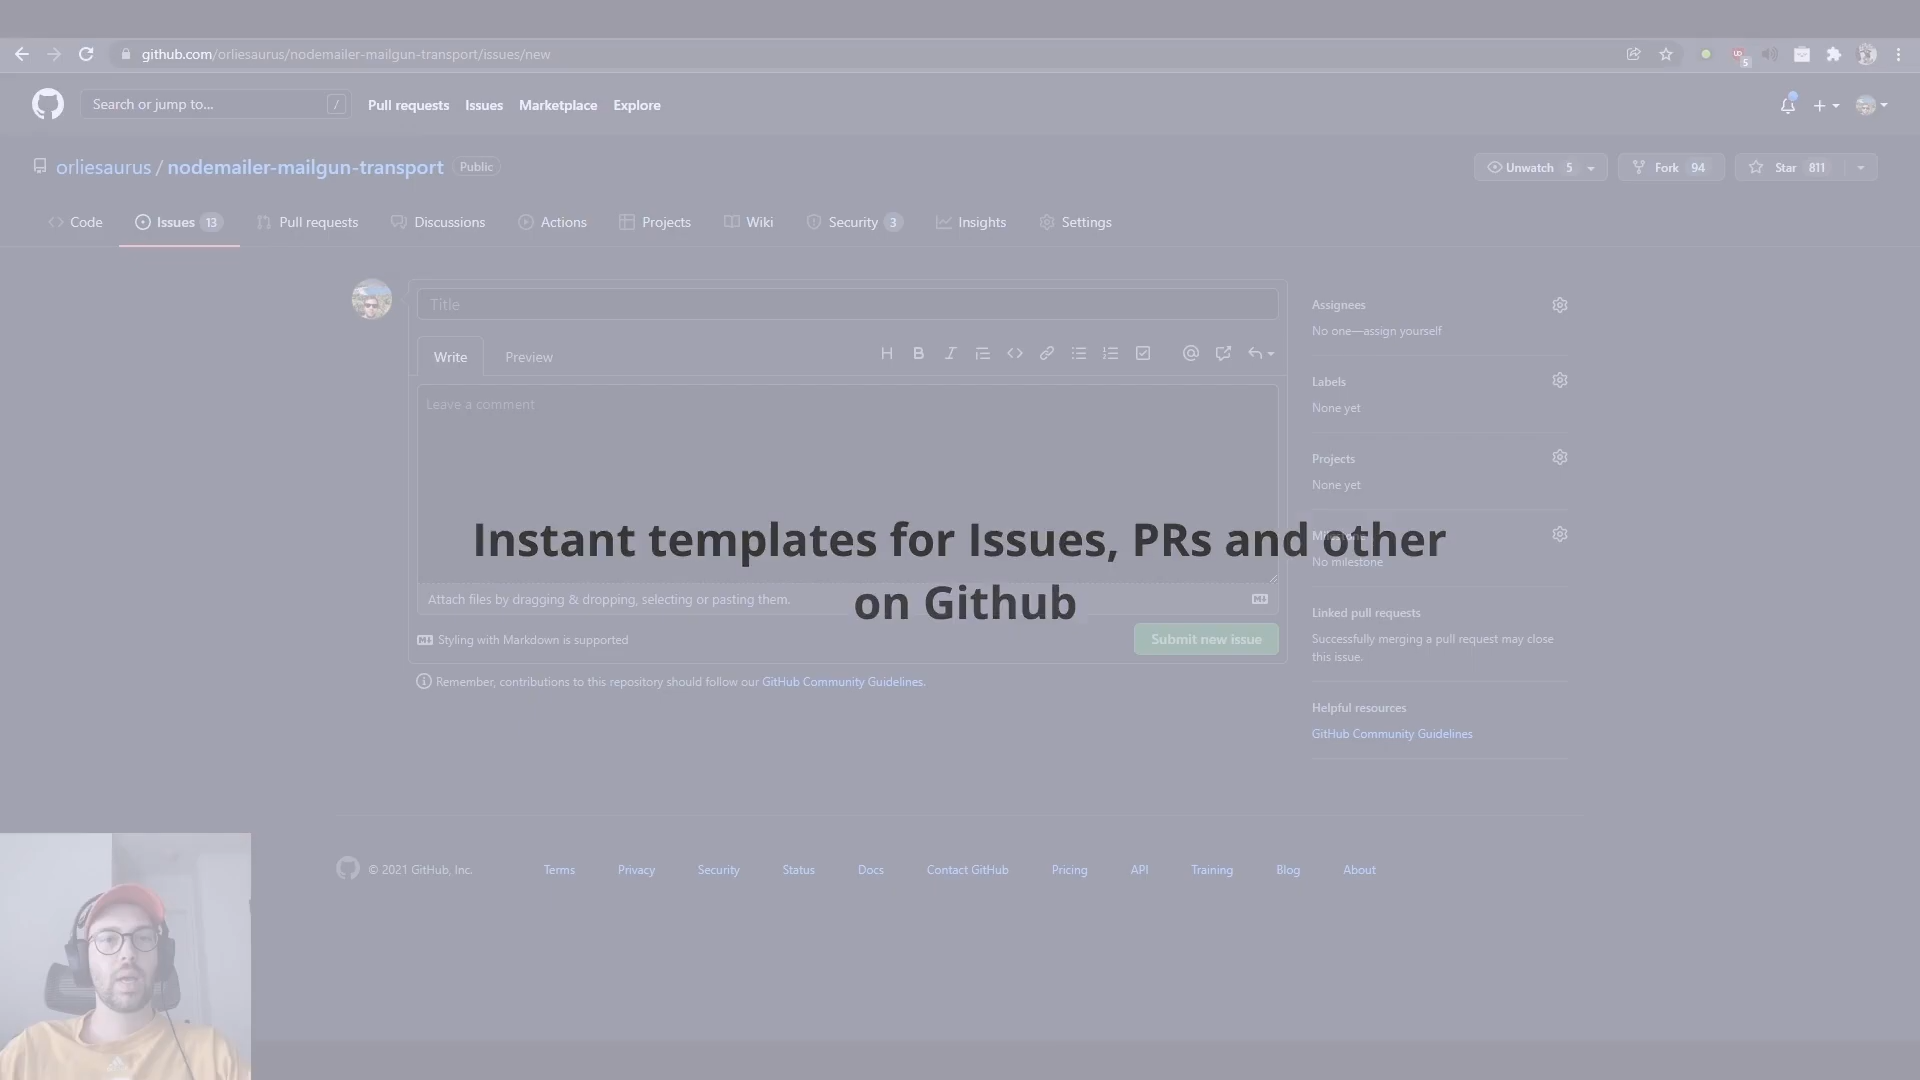 github.com/orliesaurus/nodemailer-mailgun-transport/issues/new
5
Search or jump to...
/
Pull requests
Issues
Marketplace
Explore
orliesaurus / nodemailer-mailgun-transport
Public
Unwatch 5
Fork 94
Star 811
Code
Issues 13
Pull requests
Discussions
Actions
Projects
Wiki
Security 3
Insights
Settings
Title
Write
Preview
Leave a comment
Attach files by dragging & dropping, selecting or pasting them.
Styling with Markdown is supported
Submit new issue
Remember, contributions to this repository should follow our GitHub Community Guidelines.
Assignees
No one—assign yourself
Labels
None yet
Projects
None yet
Milestone
No milestone
Linked pull requests
Successfully merging a pull request may close
this issue.
Helpful resources
GitHub Community Guidelines
Instant templates for Issues, PRs and other
on Github
© 2021 GitHub, Inc.
Terms
Privacy
Security
Status
Docs
Contact GitHub
Pricing
API
Training
Blog
About